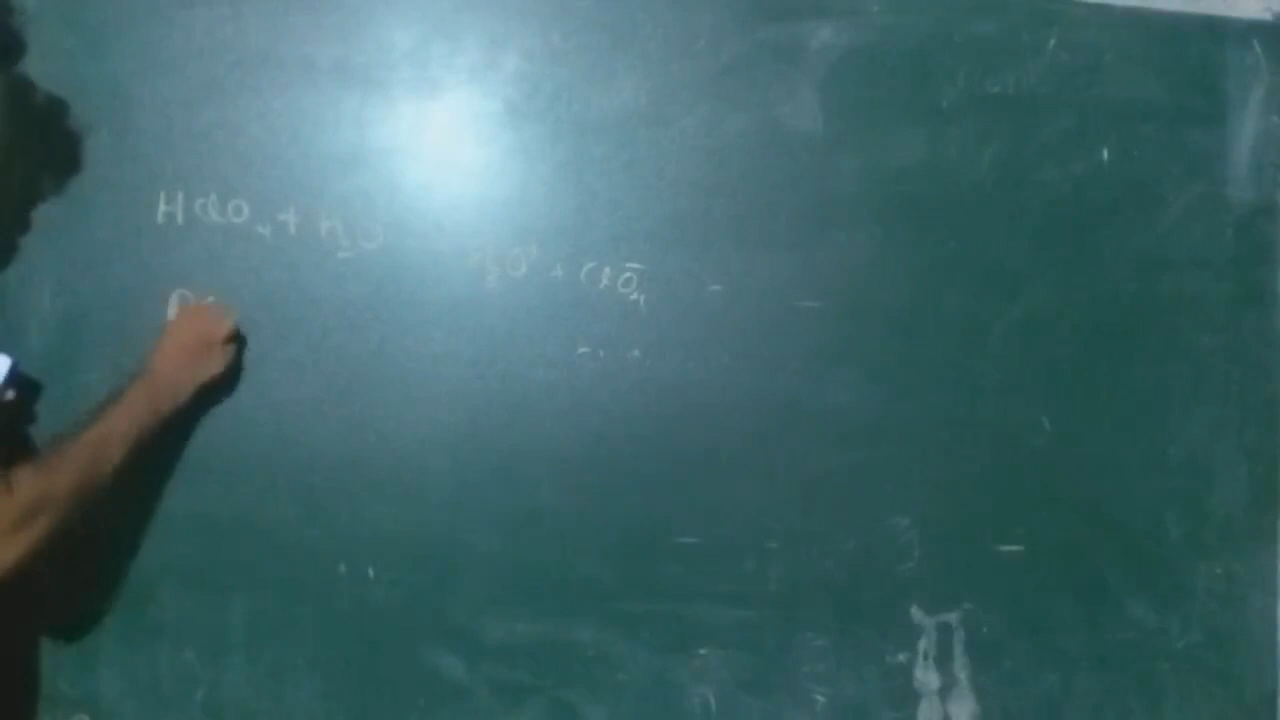 HClO₄ + H₂O H₃O⁺ + ClO₄⁻